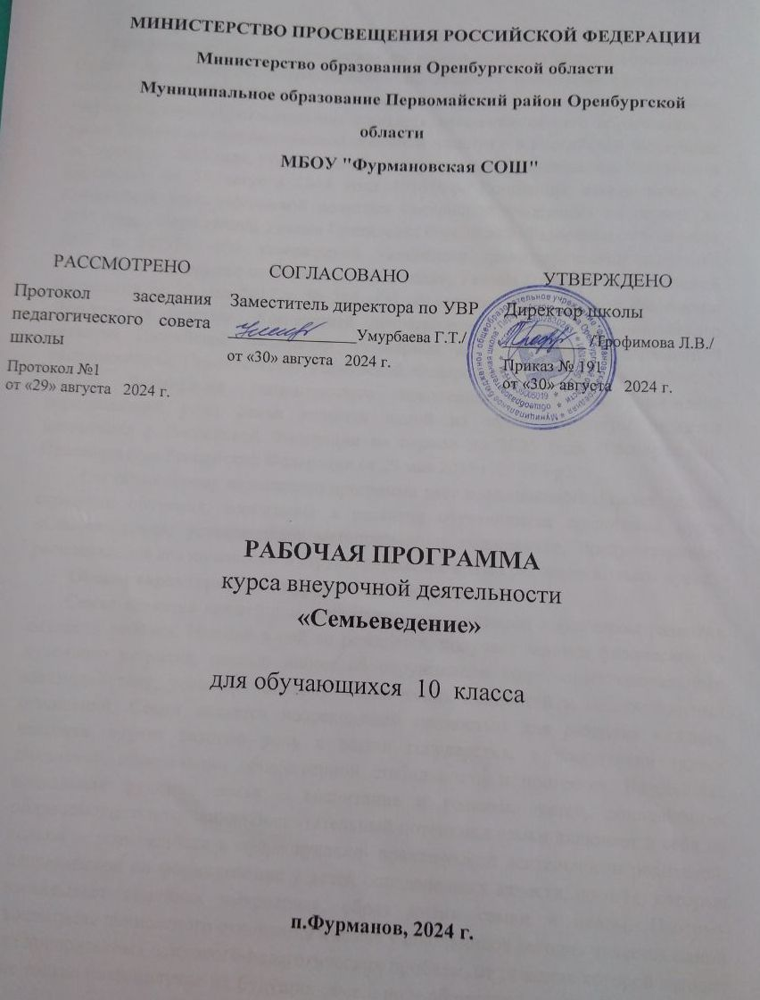 МИНИСТЕРСТВО ПРОСВЕЩЕНИЯ РОССИЙСКОЙ ФЕДЕРАЦИИ
Министерство образования Оренбургской области
Муниципальное образование Первомайский район Оренбургской
области
МБОУ "Фурмановская СОШ"
РАССМОТРЕНО
Протокол заседания
педагогического совета
школы
Протокол №1
от «29» августа 2024 г.
СОГЛАСОВАНО
Заместитель директора по УВР
Умурбаева Г.Т./
от «30» августа 2024 г.
УТВЕРЖДЕНО
Директор школы
/Трофимова Л.В./
Приказ № 191
от «30» августа 2024 г.
РАБОЧАЯ ПРОГРАММА
курса внеурочной деятельности
«Семьеведение»
для обучающихся 10 класса
п.Фурманов, 2024 г.